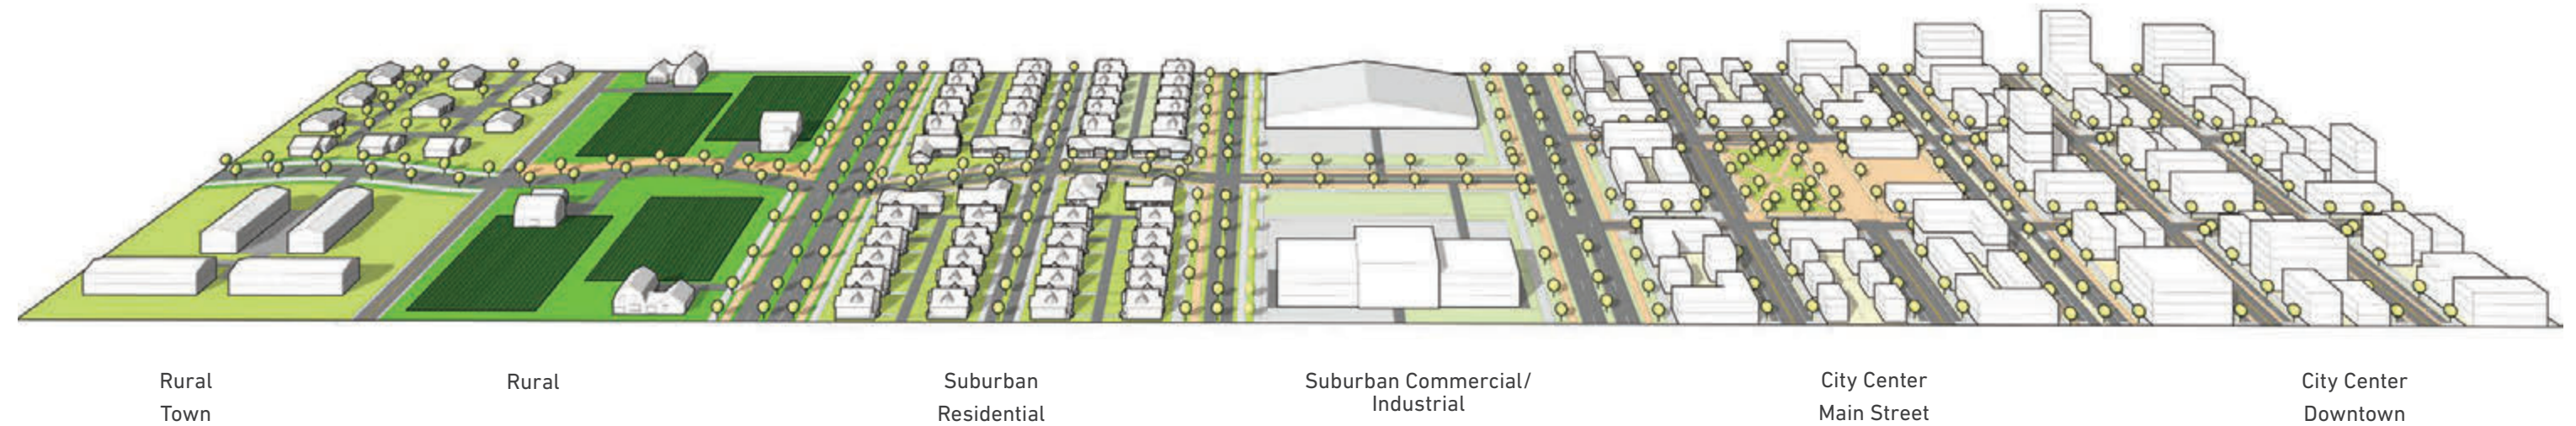 Rural
Town
Rural
Suburban
Residential
Suburban Commercial/
Industrial
City Center
Main Street
City Center
Downtown